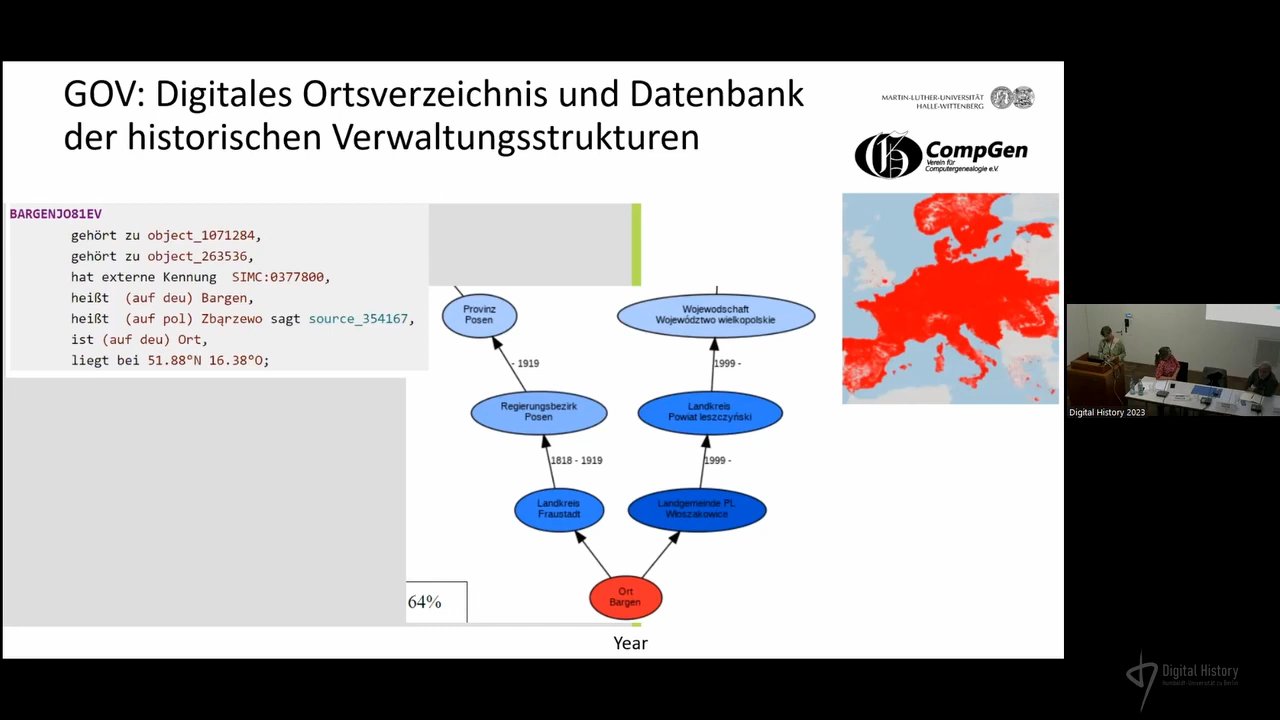 GOV: Digitales Ortsverzeichnis und Datenbank
der historischen Verwaltungsstrukturen
MARTIN-LUTHER-UNIVERSITÄT
HALLE-WITTENBERG
CompGen
Verein für
Computergenealogie e.V.
BARGENJO81EV
gehört zu object_1071284,
gehört zu object_263536,
hat externe Kennung SIMC:0377800,
heißt (auf deu) Bargen,
heißt (auf pol) Zbąrzewo sagt source_354167,
ist (auf deu) Ort,
liegt bei 51.88°N 16.38°O;
Provinz
Posen
Wojewodschaft
Województwo wielkopolskie
- 1919
1999 -
Regierungsbezirk
Posen
Landkreis
Powiat leszczyński
1818 - 1919
1999 -
Landkreis
Fraustadt
Landgemeinde PL
Włoszakowice
Ort
Bargen
64%
Year
Digital History 2023
Digital History
Humboldt-Universität zu Berlin